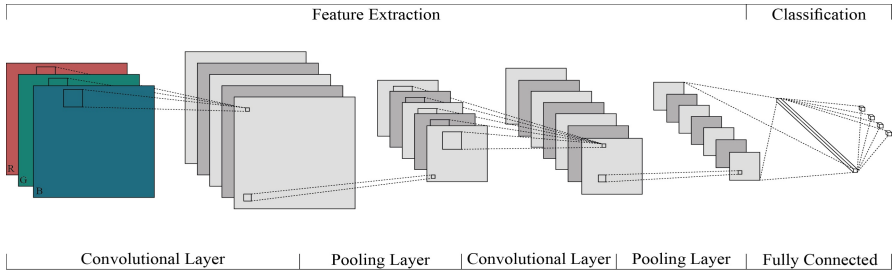 Feature Extraction
Classification
R
G
B
Convolutional Layer
Pooling Layer
Convolutional Layer
Pooling Layer
Fully Connected